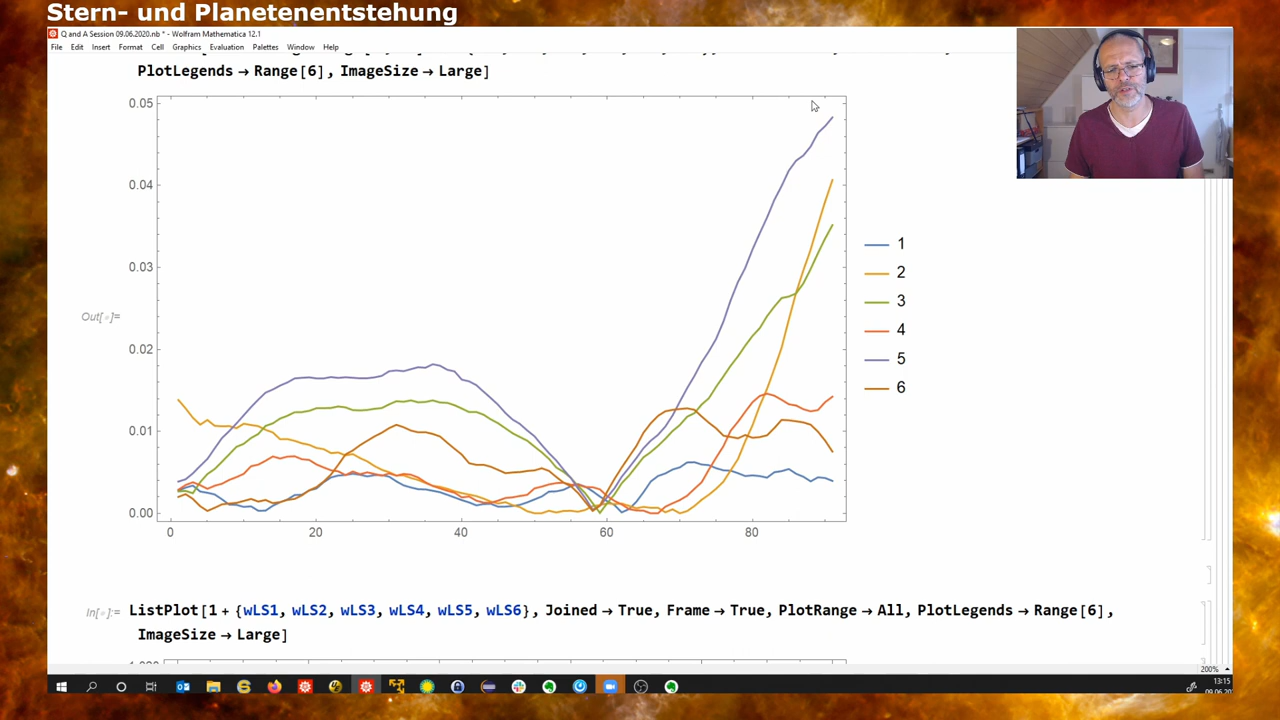 Stern- und Planetenentstehung
Q and A Session 09.06.2020.nb * - Wolfram Mathematica 12.1
File Edit Insert Format Cell Graphics Evaluation Palettes Window Help
PlotLegends → Range[6], ImageSize → Large]
0.05
0.04
0.03
0.02
0.01
0.00
0 20 40 60 80
1
2
3
4
5
6
Out[]=
In[]:= ListPlot[1 + {wLS1, wLS2, wLS3, wLS4, wLS5, wLS6}, Joined → True, Frame → True, PlotRange → All, PlotLegends → Range[6],
ImageSize → Large]
200%
13:15
09.06.202